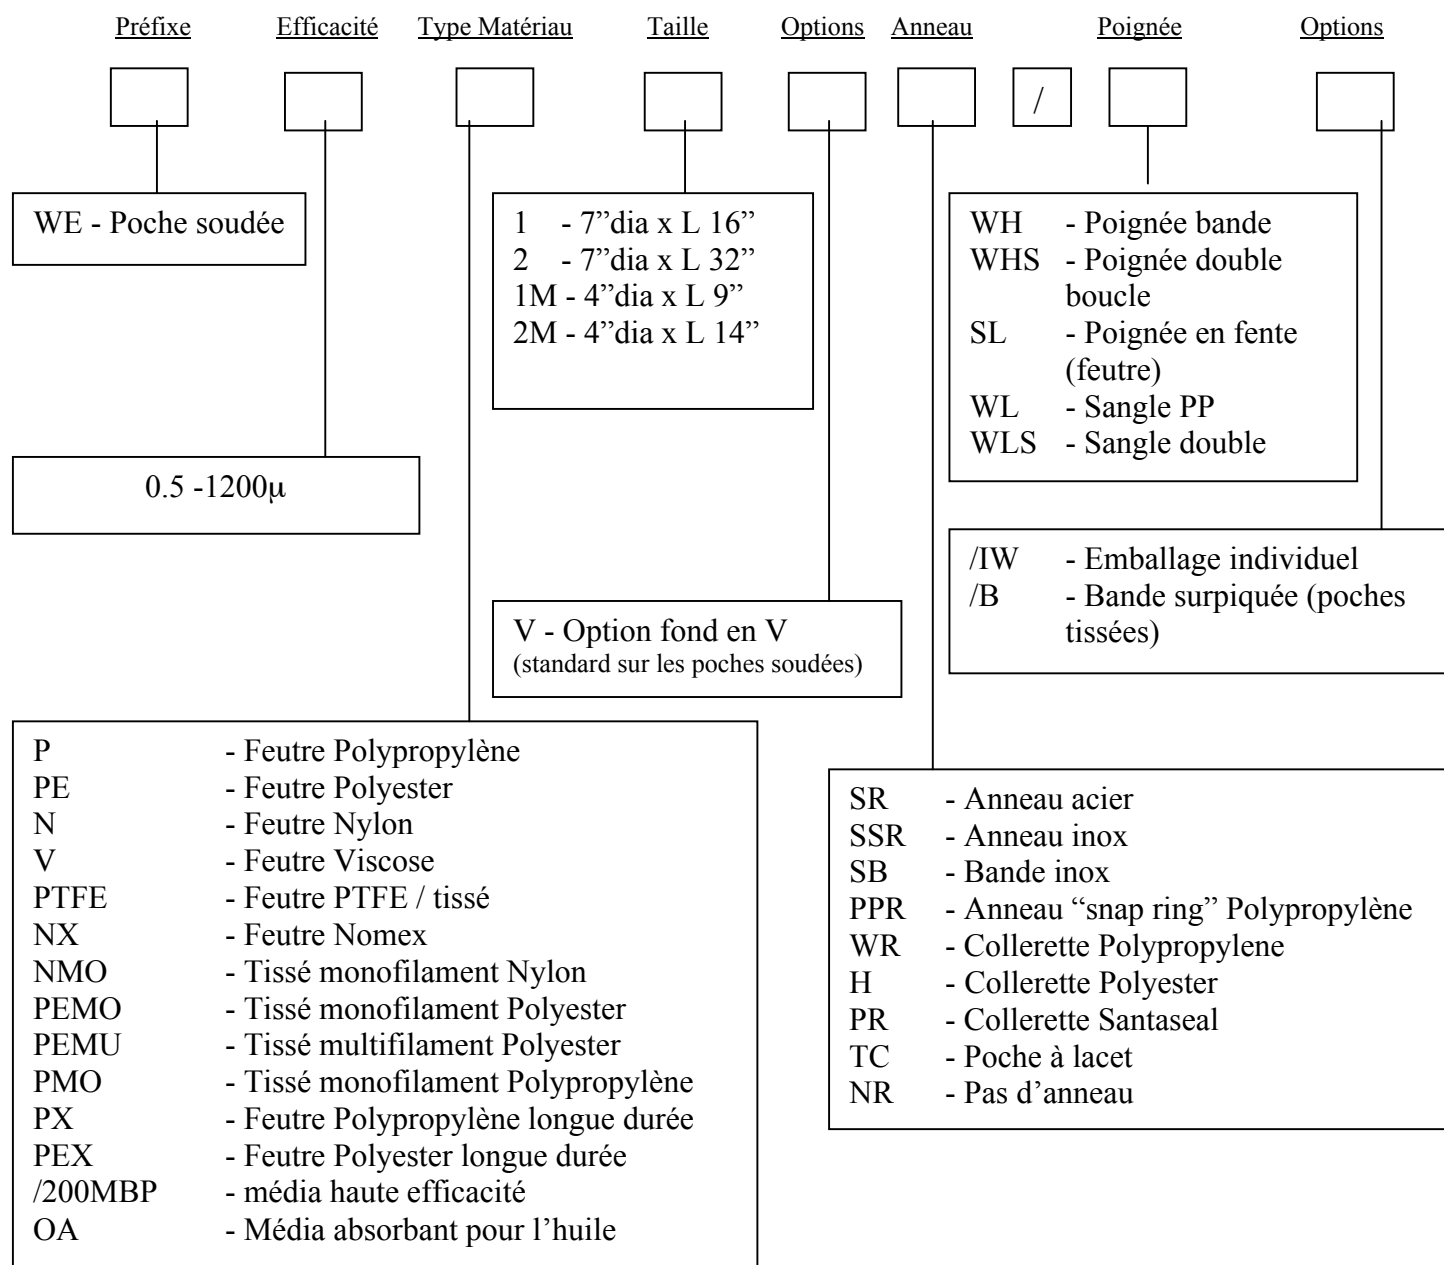 Préfixe Efficacité Type Matériau Taille Options Anneau Poignée Options
/
WE - Poche soudée
1 - 7”dia x L 16”
2 - 7”dia x L 32”
1M - 4”dia x L 9”
2M - 4”dia x L 14”
WH - Poignée bande
WHS - Poignée double
boucle
SL - Poignée en fente
(feutre)
WL - Sangle PP
WLS - Sangle double
0.5 -1200µ
/IW - Emballage individuel
/B - Bande surpiquée (poches
tissées)
V - Option fond en V
(standard sur les poches soudées)
P - Feutre Polypropylène
PE - Feutre Polyester
N - Feutre Nylon
V - Feutre Viscose
PTFE - Feutre PTFE / tissé
NX - Feutre Nomex
NMO - Tissé monofilament Nylon
PEMO - Tissé monofilament Polyester
PEMU - Tissé multifilament Polyester
PMO - Tissé monofilament Polypropylène
PX - Feutre Polypropylène longue durée
PEX - Feutre Polyester longue durée
/200MBP - média haute efficacité
OA - Média absorbant pour l’huile
SR - Anneau acier
SSR - Anneau inox
SB - Bande inox
PPR - Anneau “snap ring” Polypropylène
WR - Collerette Polypropylene
H - Collerette Polyester
PR - Collerette Santaseal
TC - Poche à lacet
NR - Pas d’anneau